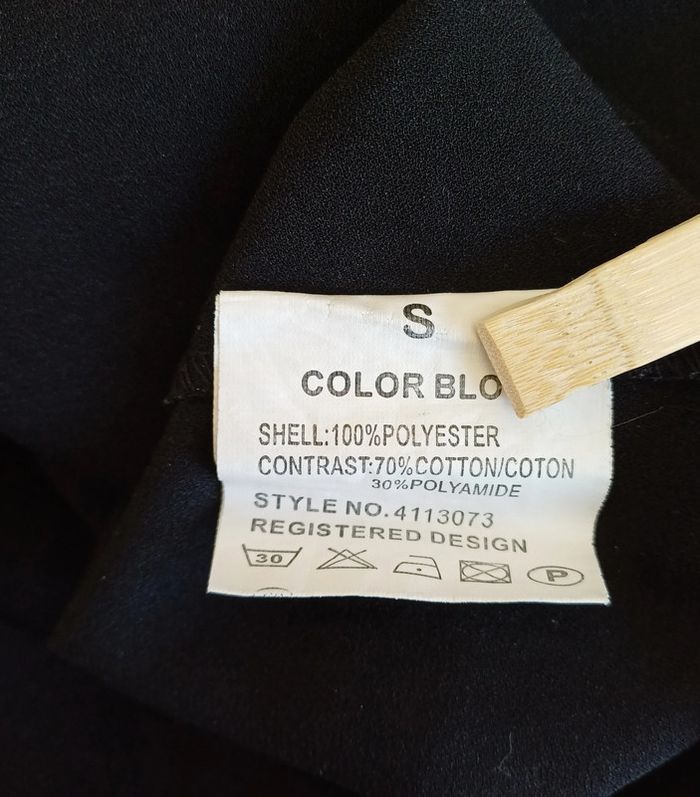 S
COLOR BLO
SHELL:100%POLYESTER
CONTRAST:70%COTTON/COTON
30%POLYAMIDE
STYLE NO.4113073
REGISTERED DESIGN
30 P